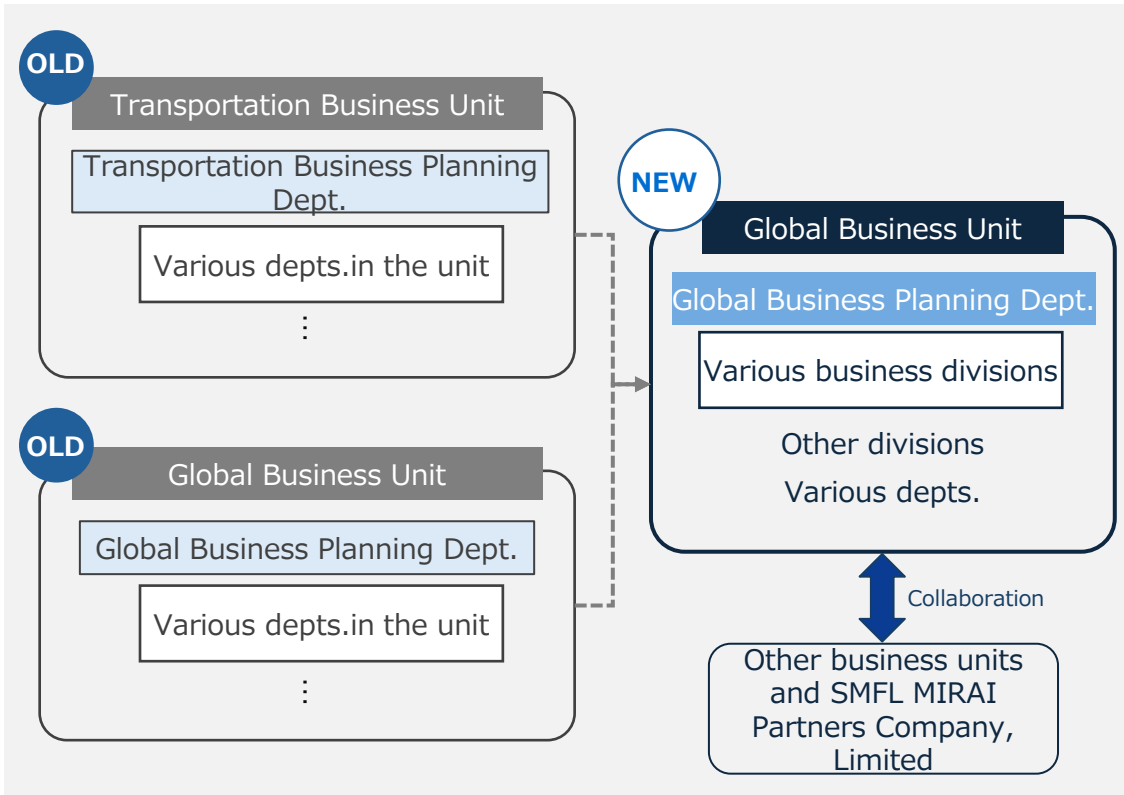 OLD
Transportation Business Unit
Transportation Business Planning
Dept.
Various depts.in the unit
⋮
OLD
Global Business Unit
Global Business Planning Dept.
Various depts.in the unit
⋮
NEW
Global Business Unit
Global Business Planning Dept.
Various business divisions
Other divisions
Various depts.
Collaboration
Other business units
and SMFL MIRAI
Partners Company,
Limited